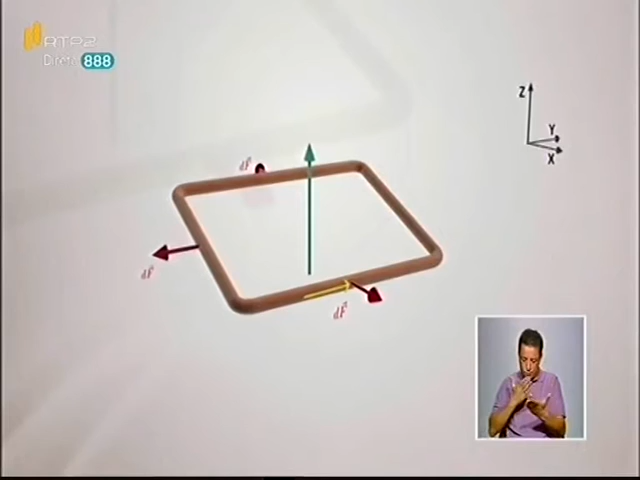 RTP2
Direto 888
Z
Y
X
dF
dF
dF